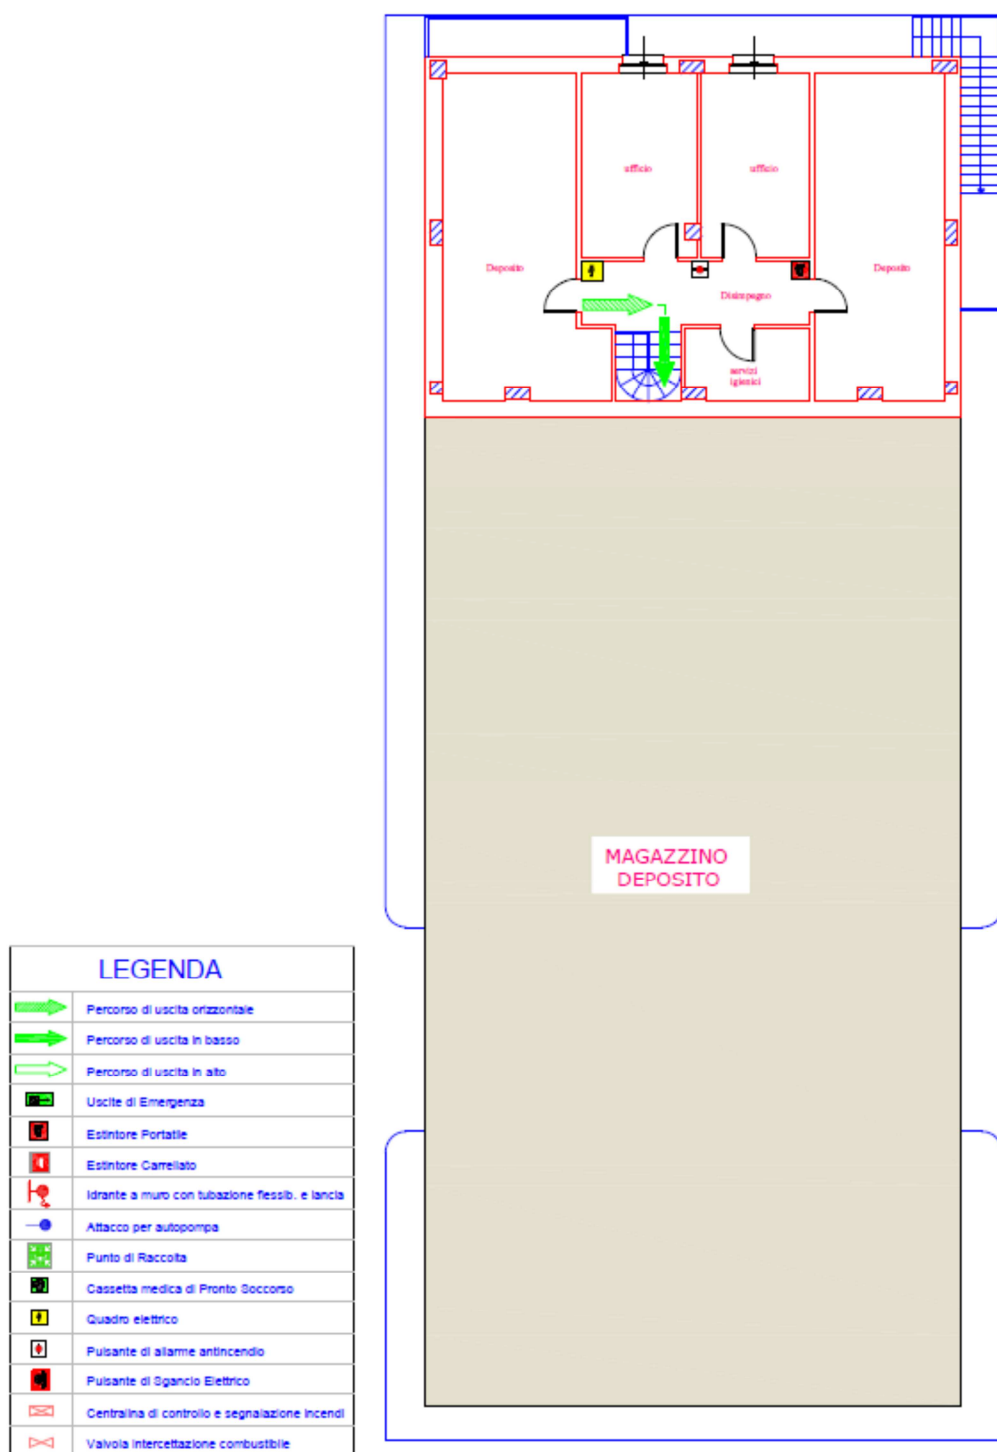 ufficio
ufficio
Deposito
Deposito
Disimpegno
servizi
igienici
MAGAZZINO
DEPOSITO
LEGENDA
Percorso di uscita orizzontale
Percorso di uscita in basso
Percorso di uscita in alto
Uscite di Emergenza
Estintore Portatile
Estintore Carrellato
Idrante a muro con tubazione flessib. e lancia
Attacco per autopompa
Punto di Raccolta
Cassetta medica di Pronto Soccorso
Quadro elettrico
Pulsante di allarme antincendio
Pulsante di Sgancio Elettrico
Centralina di controllo e segnalazione Incendi
Valvola intercettazione combustibile